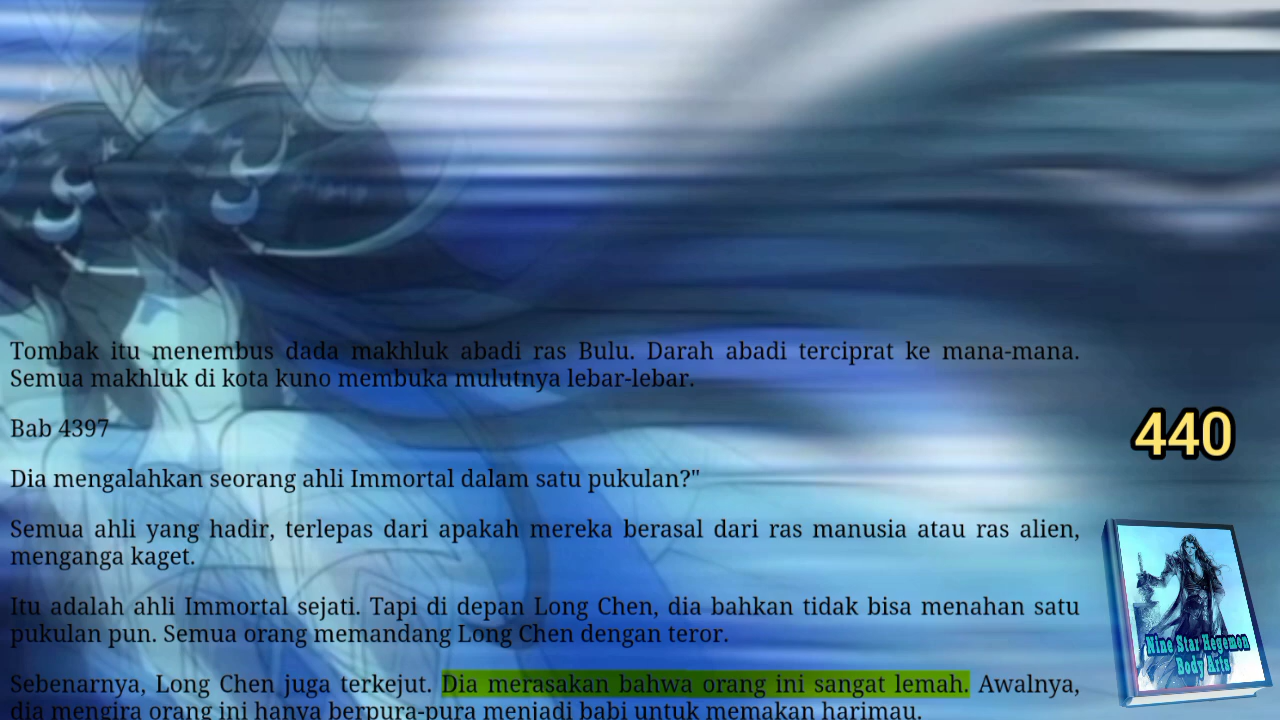 Tombak itu menembus dada makhluk abadi ras Bulu. Darah abadi terciprat ke mana-mana.
Semua makhluk di kota kuno membuka mulutnya lebar-lebar.
Bab 4397
Dia mengalahkan seorang ahli Immortal dalam satu pukulan?"
Semua ahli yang hadir, terlepas dari apakah mereka berasal dari ras manusia atau ras alien,
menganga kaget.
Itu adalah ahli Immortal sejati. Tapi di depan Long Chen, dia bahkan tidak bisa menahan satu
pukulan pun. Semua orang memandang Long Chen dengan teror.
Sebenarnya, Long Chen juga terkejut. Dia merasakan bahwa orang ini sangat lemah. Awalnya,
dia mengira orang ini hanya berpura-pura menjadi babi untuk memakan harimau.
440
Nine Star Hegemon
Body Arts